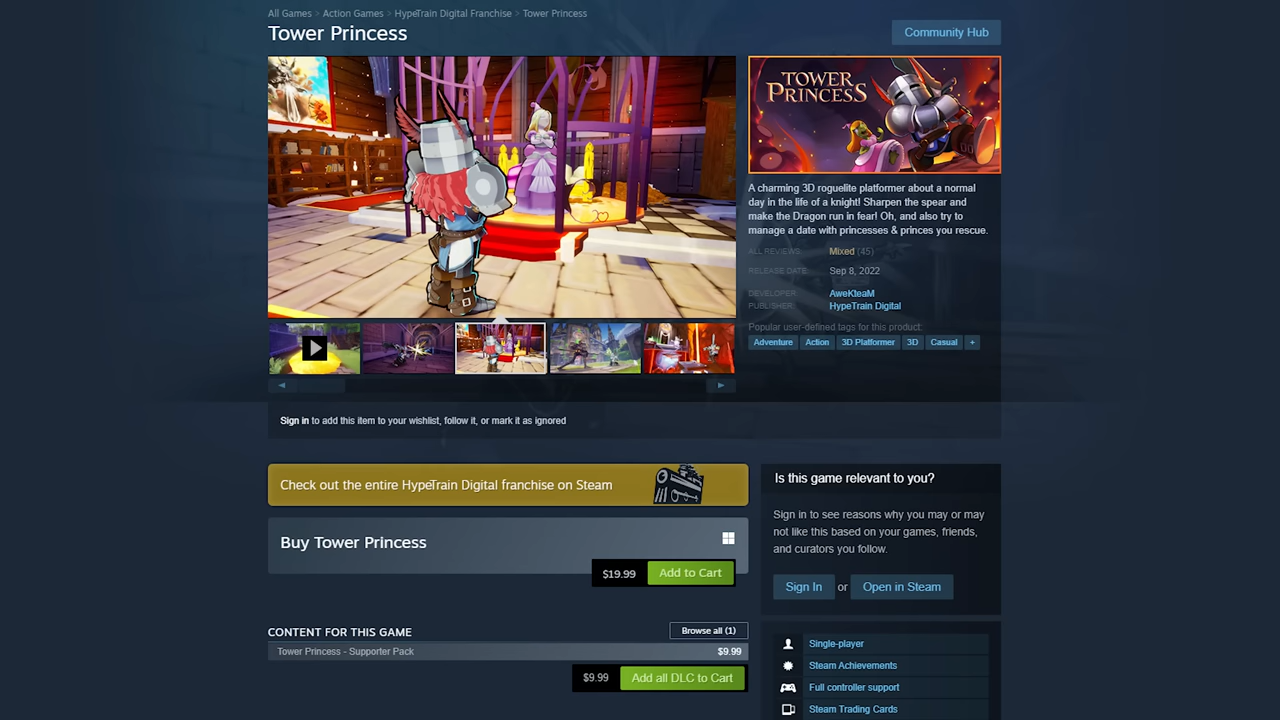 All Games > Action Games > HypeTrain Digital Franchise > Tower Princess
Tower Princess
Community Hub
TOWER
PRINCESS
A charming 3D roguelite platformer about a normal
day in the life of a knight! Sharpen the spear and
make the Dragon run in fear! Oh, and also try to
manage a date with princesses & princes you rescue.
ALL REVIEWS: Mixed (45)
RELEASE DATE: Sep 8, 2022
DEVELOPER: AweKteaM
PUBLISHER: HypeTrain Digital
Popular user-defined tags for this product:
Adventure Action 3D Platformer 3D Casual +
Sign in to add this item to your wishlist, follow it, or mark it as ignored
Check out the entire HypeTrain Digital franchise on Steam
Buy Tower Princess
$19.99 Add to Cart
CONTENT FOR THIS GAME Browse all (1)
Tower Princess - Supporter Pack $9.99
$9.99 Add all DLC to Cart
Is this game relevant to you?
Sign in to see reasons why you may or may
not like this based on your games, friends,
and curators you follow.
Sign In or Open in Steam
Single-player
Steam Achievements
Full controller support
Steam Trading Cards